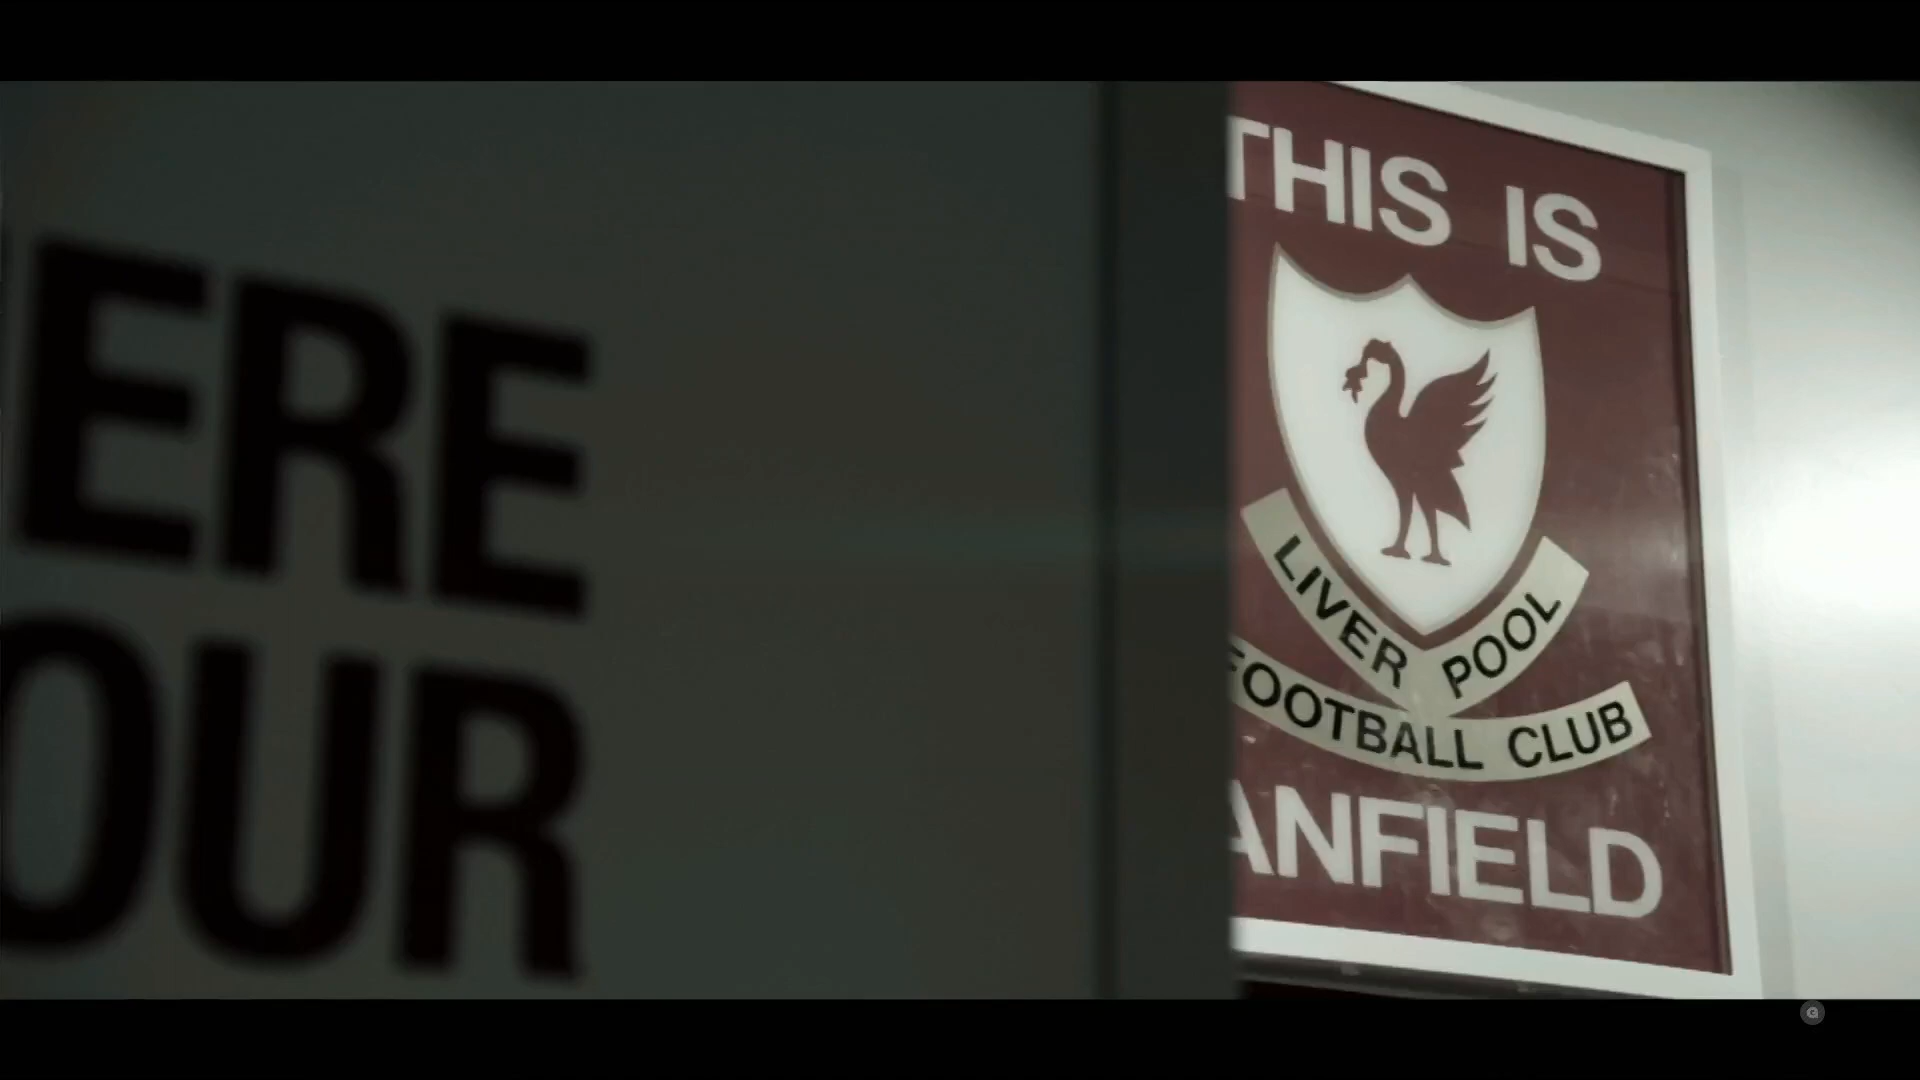 ERE
OUR
THIS IS
LIVER POOL
FOOTBALL CLUB
ANFIELD